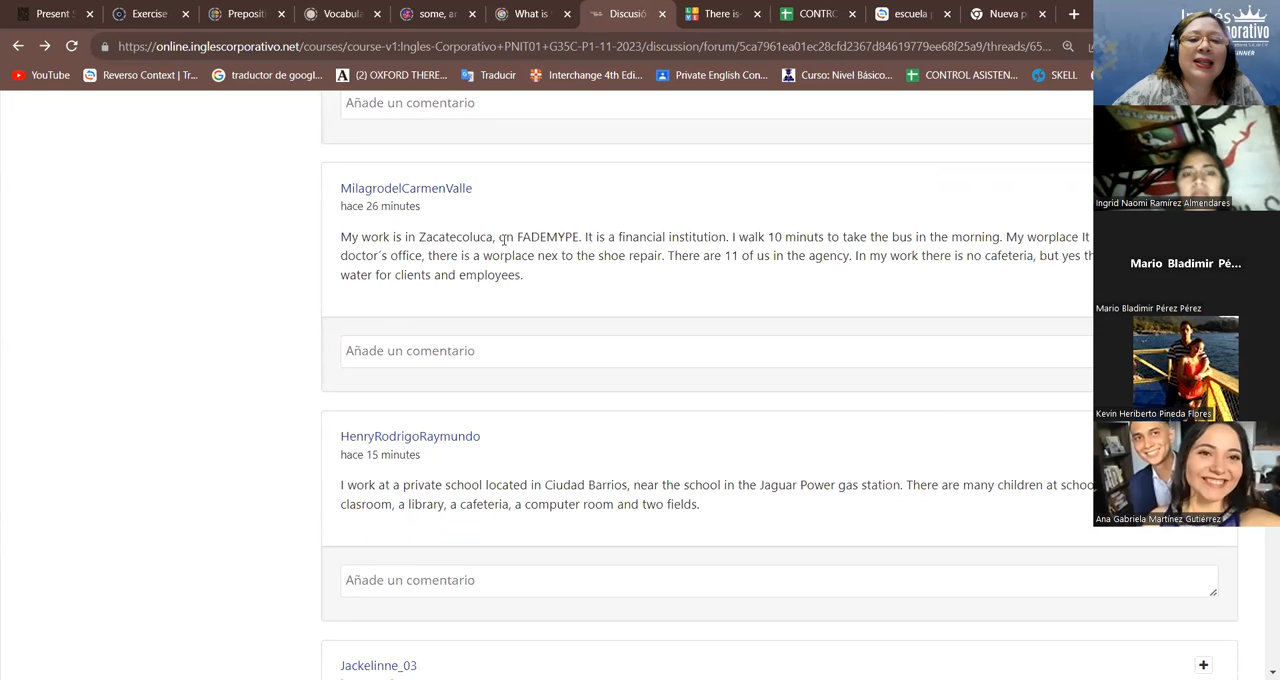 Present S
Exercise
Preposit
Vocabula
some, ar
What is
Discusió
There is-
CONTRO
escuela p
Nueva p
https://online.inglescorporativo.net/courses/course-v1:Ingles-Corporativo+PNIT01+G35C-P1-11-2023/discussion/forum/5ca7961ea01ec28cfd2367d84619779ee68f25a9/threads/65...
YouTube
Reverso Context | Tr...
traductor de googl...
(2) OXFORD THERE...
Traducir
Interchange 4th Edi...
Private English Con...
Curso: Nivel Básico...
CONTROL ASISTEN...
SKELL
Añade un comentario
MilagrodelCarmenValle
hace 26 minutes
My work is in Zacatecoluca, on FADEMYPE. It is a financial institution. I walk 10 minuts to take the bus in the morning. My worplace It
doctor´s office, there is a worplace nex to the shoe repair. There are 11 of us in the agency. In my work there is no cafeteria, but yes th
water for clients and employees.
Añade un comentario
HenryRodrigoRaymundo
hace 15 minutes
I work at a private school located in Ciudad Barrios, near the school in the Jaguar Power gas station. There are many children at schoo
clasroom, a library, a cafeteria, a computer room and two fields.
Añade un comentario
Jackelinne_03
Inglés
Ingrid Naomi Ramírez Almendares
Mario Bladimir Pé...
Mario Bladimir Pérez Pérez
Kevin Heriberto Pineda Flores
Ana Gabriela Martínez Gutiérrez